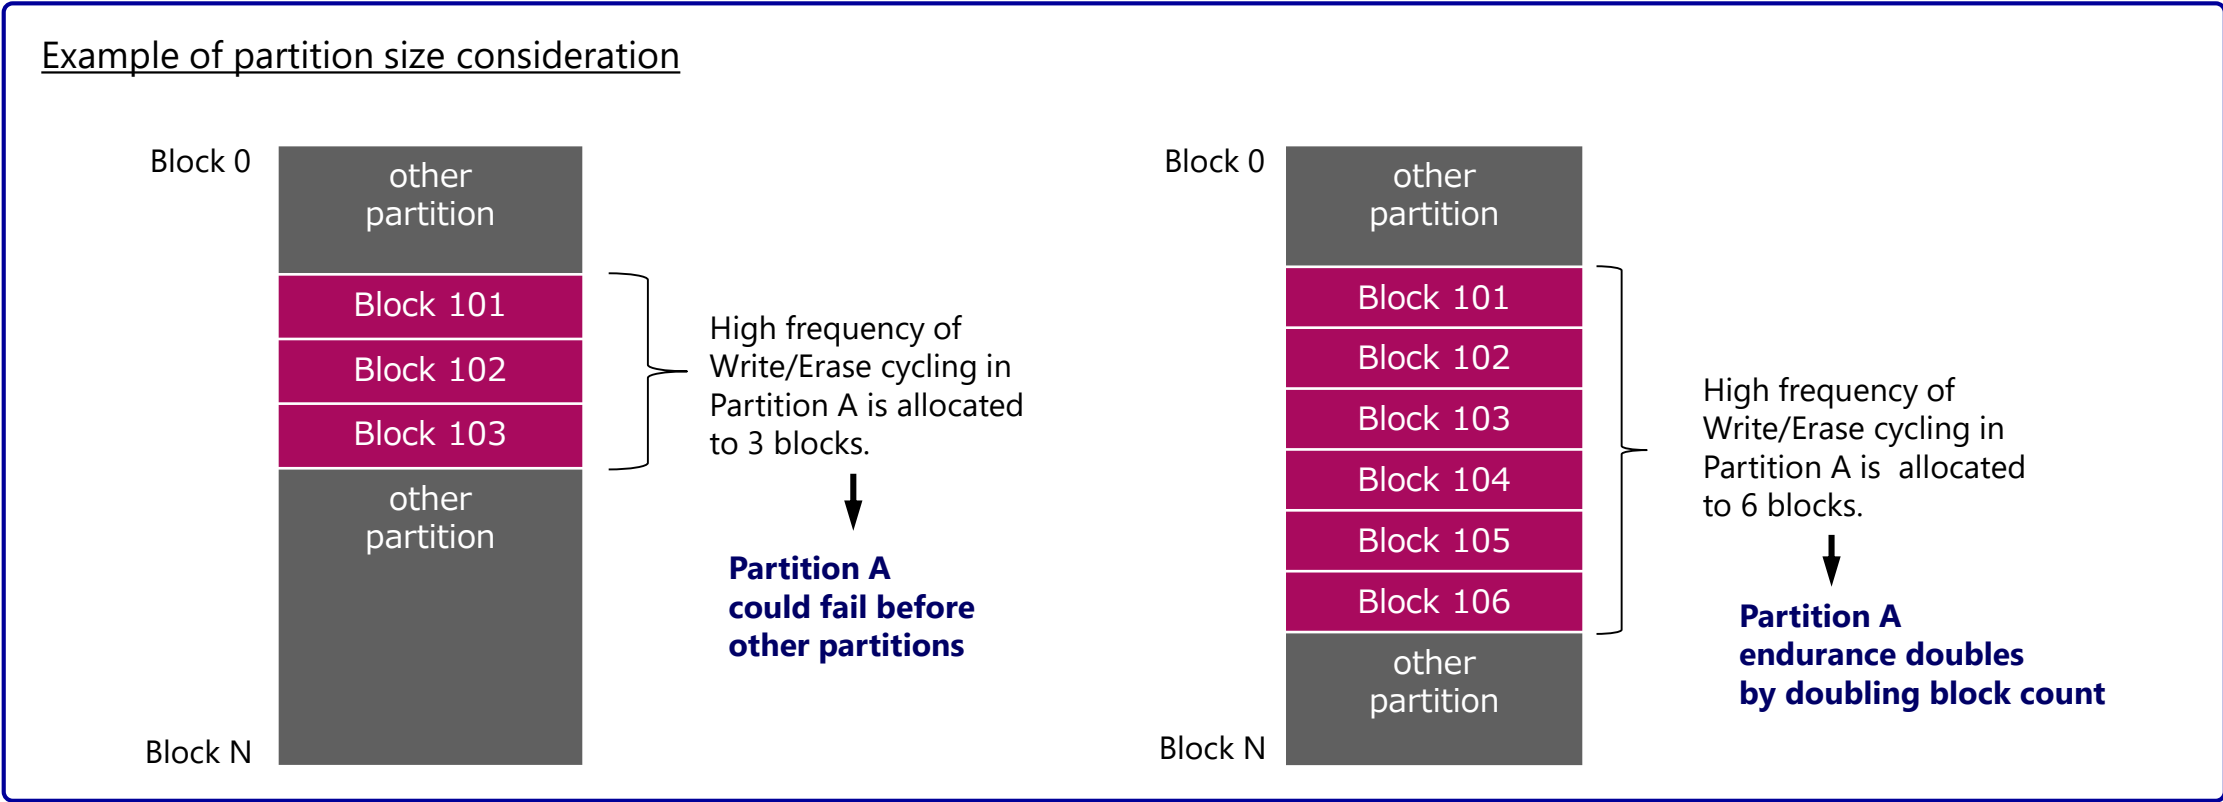 Example of partition size consideration
Block 0
other
partition
Block 101
Block 102
Block 103
other
partition
Block N
High frequency of
Write/Erase cycling in
Partition A is allocated
to 3 blocks.
Partition A
could fail before
other partitions
Block 0
other
partition
Block 101
Block 102
Block 103
Block 104
Block 105
Block 106
other
partition
Block N
High frequency of
Write/Erase cycling in
Partition A is  allocated
to 6 blocks.
Partition A
endurance doubles
by doubling block count